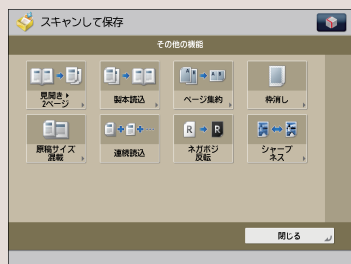 スキャンして保存
その他の機能
見開き▶
2ページ
製本読込
ページ集約
枠消し
原稿サイズ
混載
連続読込
R
R
ネガポジ
反転
シャープ
ネス
閉じる